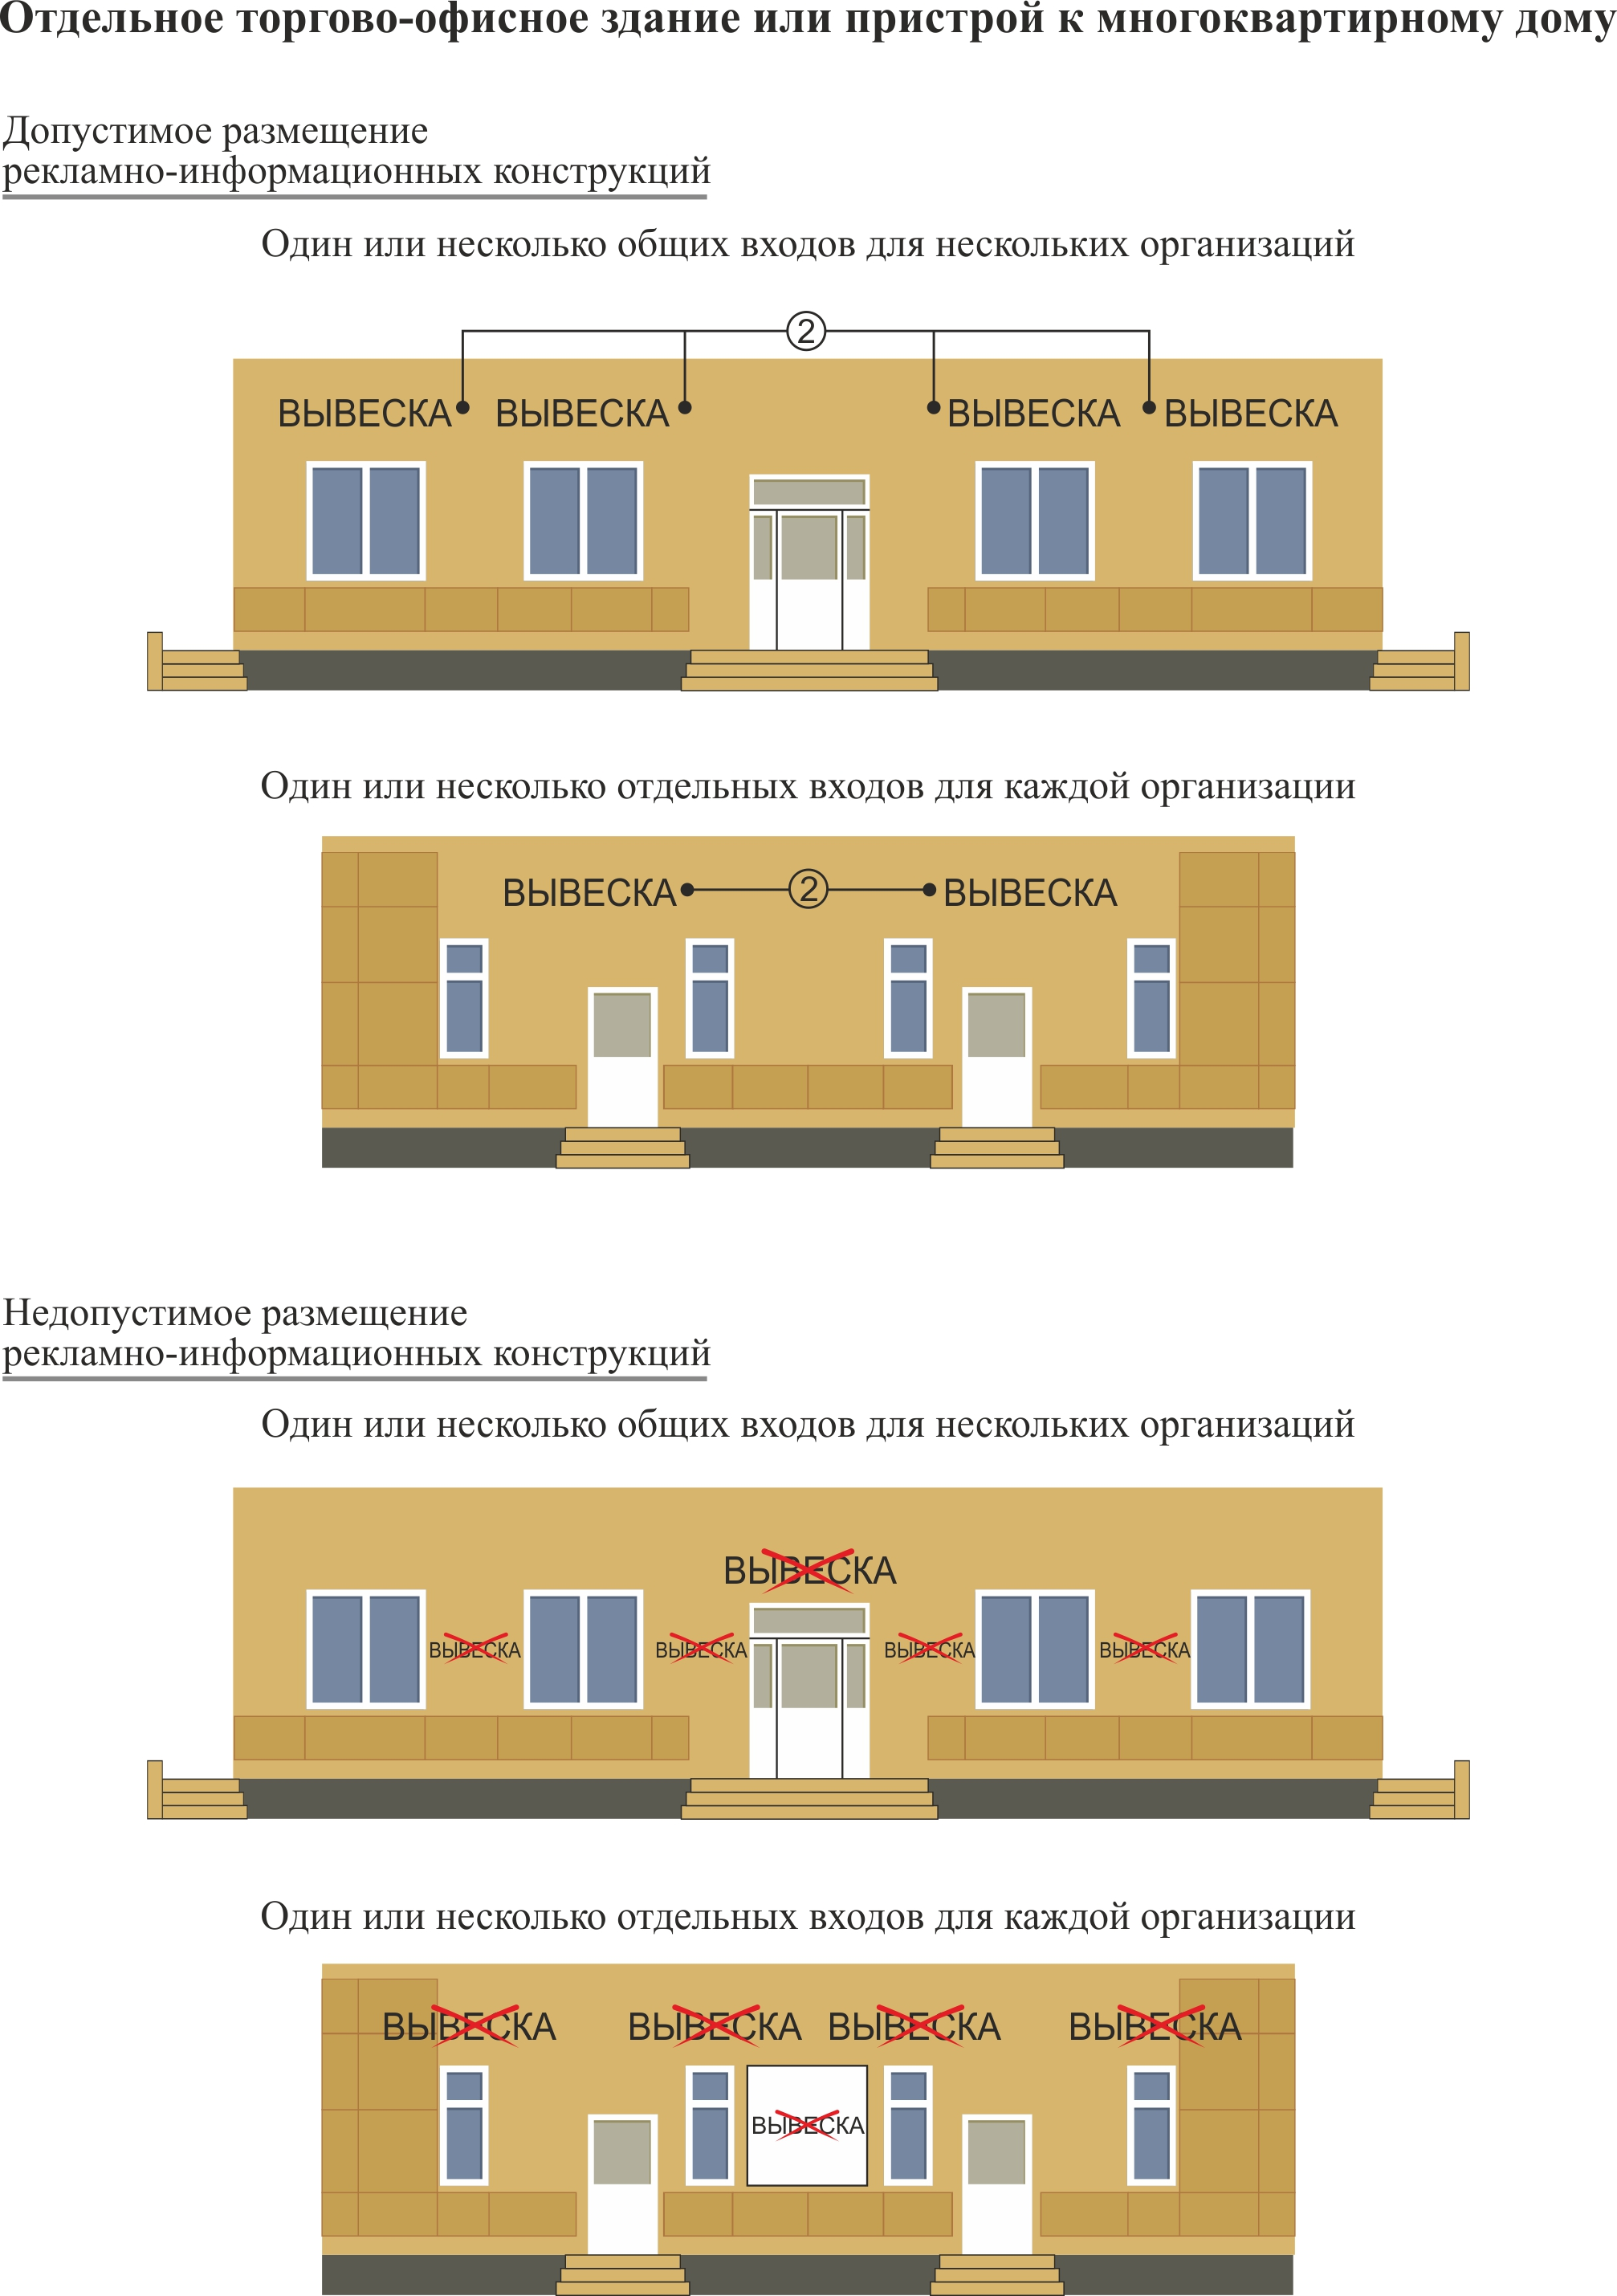 Отдельное торгово-офисное здание или пристрой к многоквартирному дому
Допустимое размещение
рекламно-информационных конструкций
Один или несколько общих входов для нескольких организаций
2
ВЫВЕСКА ВЫВЕСКА ВЫВЕСКА ВЫВЕСКА
Один или несколько отдельных входов для каждой организации
ВЫВЕСКА 2 ВЫВЕСКА
Недопустимое размещение
рекламно-информационных конструкций
Один или несколько общих входов для нескольких организаций
ВЫВЕСКА
ВЫВЕСКА ВЫВЕСКА ВЫВЕСКА ВЫВЕСКА
Один или несколько отдельных входов для каждой организации
ВЫВЕСКА ВЫВЕСКА ВЫВЕСКА ВЫВЕСКА
ВЫВЕСКА